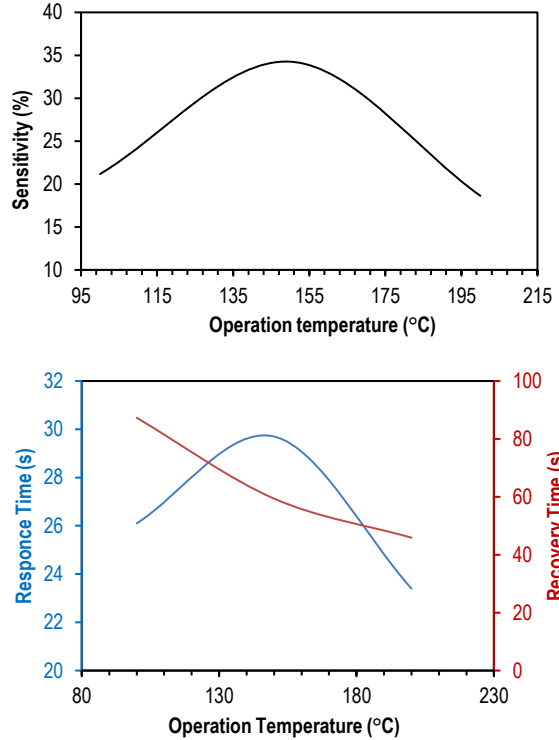 40
35
30
25
20
15
10
Sensitivity (%)
95 115 135 155 175 195 215
Operation temperature (°C)
32
30
28
26
24
22
20
Responce Time (s)
100
80
60
40
20
0
Recovery Time (s)
80 130 180 230
Operation Temperature (°C)